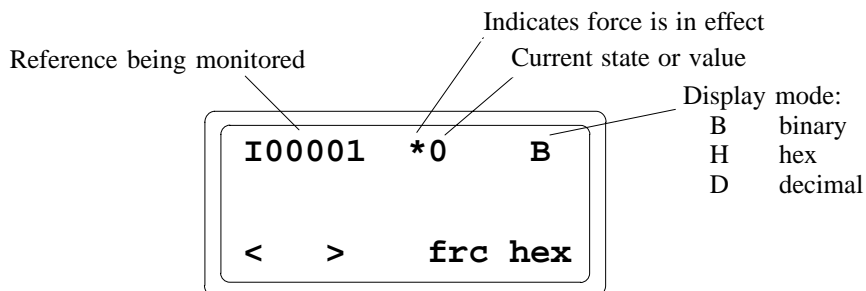 Indicates force is in effect
Reference being monitored
Current state or value
Display mode:
B binary
H hex
D decimal
I00001 *0 B
< > frc hex